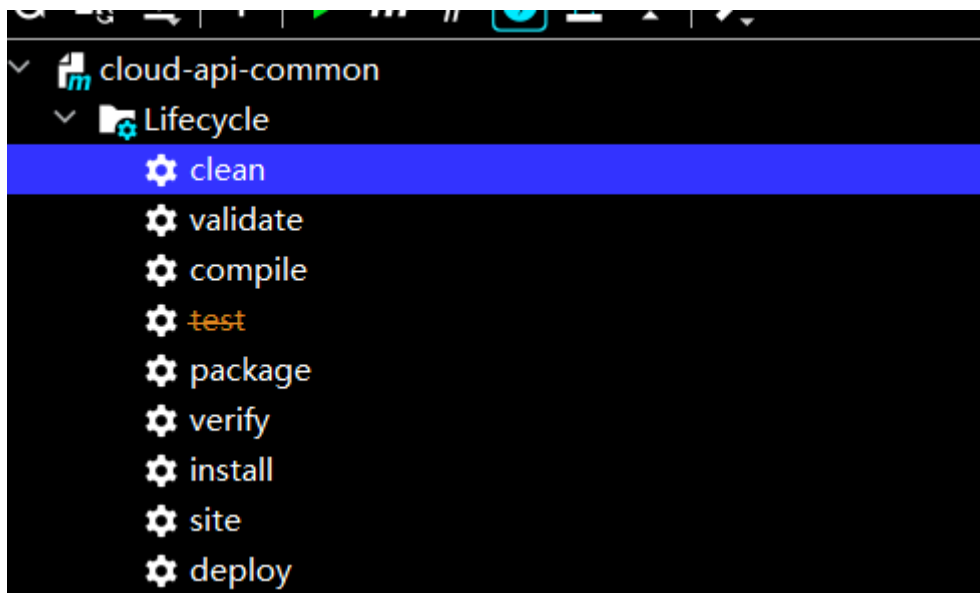 cloud-api-common
Lifecycle
clean
validate
compile
test
package
verify
install
site
deploy